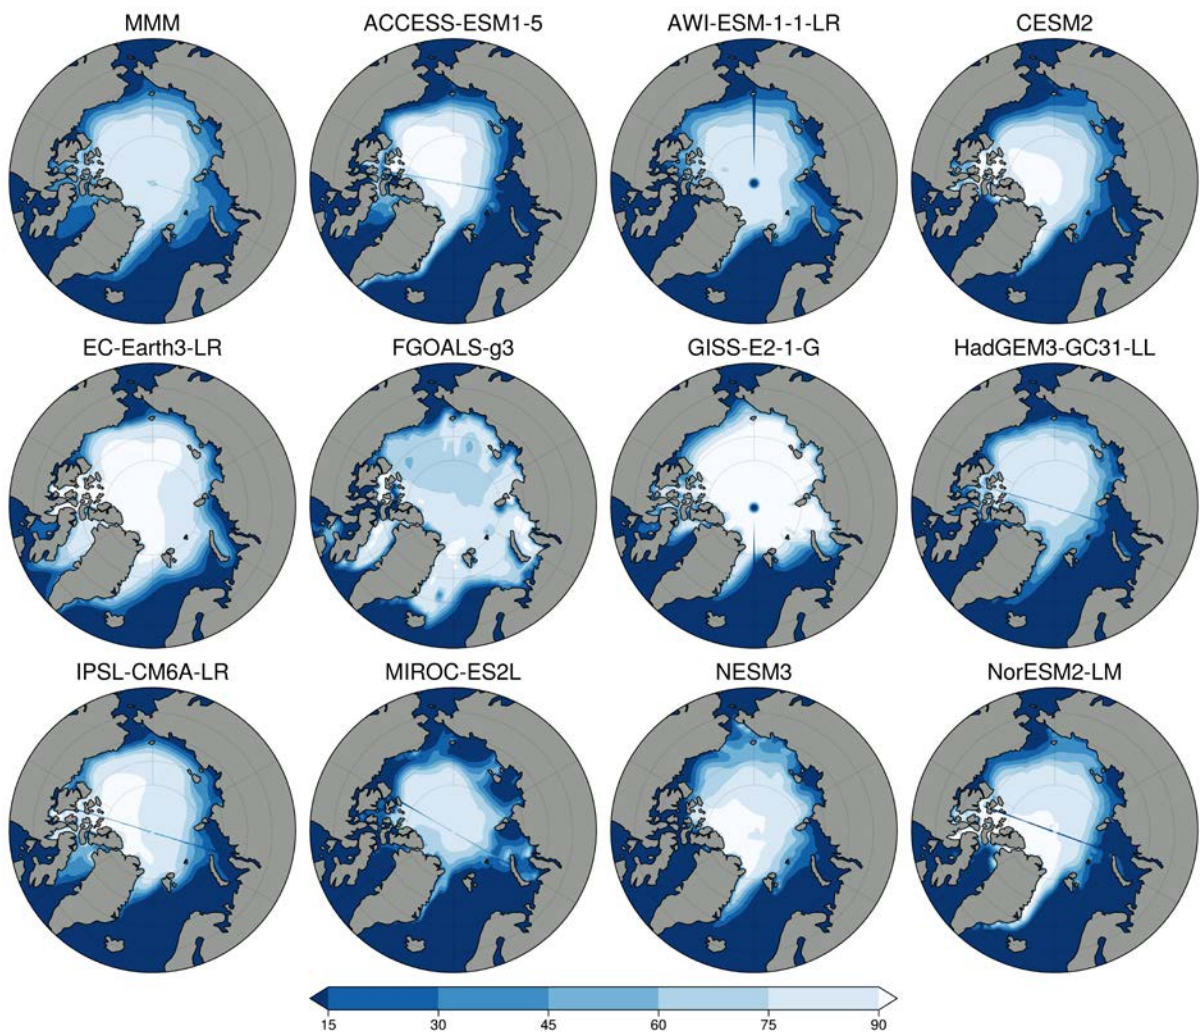 MMM ACCESS-ESM1-5 AWI-ESM-1-1-LR CESM2
EC-Earth3-LR FGOALS-g3 GISS-E2-1-G HadGEM3-GC31-LL
IPSL-CM6A-LR MIROC-ES2L NESM3 NorESM2-LM
15 30 45 60 75 90